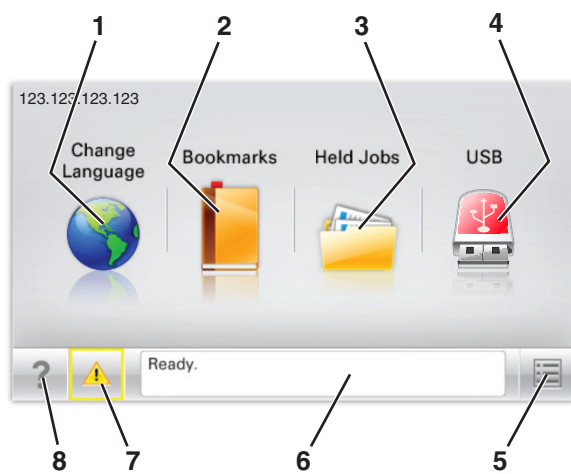 1 2 3 4
123.123.123.123
Change
Language
Bookmarks
Held Jobs
USB
?
Ready.
8 7 6 5